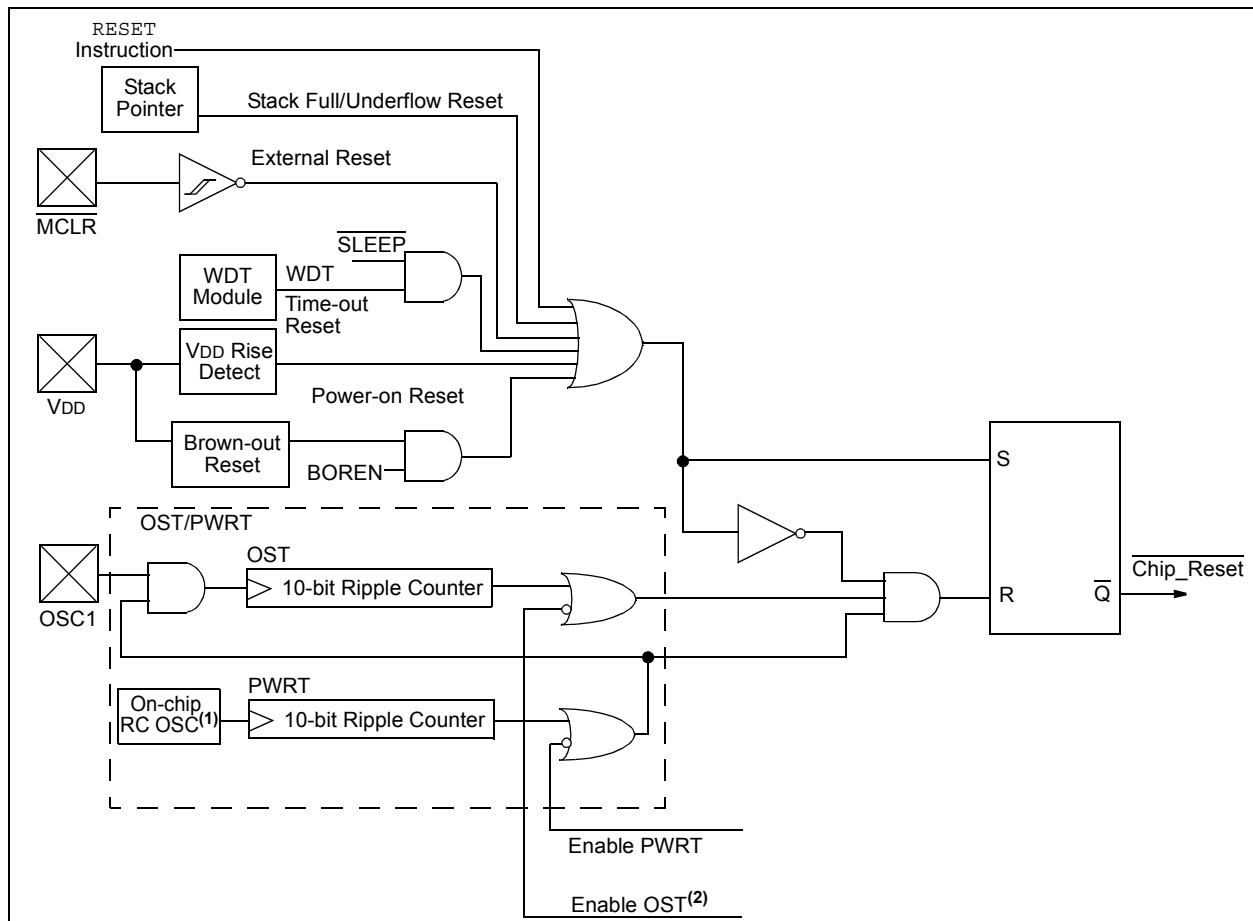 RESET
Instruction
Stack
Pointer
Stack Full/Underflow Reset
External Reset
MCLR
SLEEP
WDT
Module
WDT
Time-out
Reset
VDD
VDD Rise
Detect
Power-on Reset
Brown-out
Reset
BOREN
S
OST/PWRT
OST
10-bit Ripple Counter
OSC1
R
Q
Chip_Reset
PWRT
On-chip
RC OSC(1)
10-bit Ripple Counter
Enable PWRT
Enable OST(2)